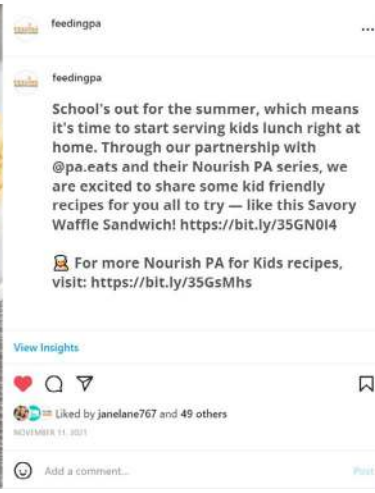 feedingpa
feedingpa
School's out for the summer, which means
it's time to start serving kids lunch right at
home. Through our partnership with
@pa.eats and their Nourish PA series, we
are excited to share some kid friendly
recipes for you all to try — like this Savory
Waffle Sandwich! https://bit.ly/35GN0I4
For more Nourish PA for Kids recipes,
visit: https://bit.ly/35GsMhs
View Insights
Liked by janelane767 and 49 others
NOVEMBER 11, 2021
Add a comment...
Post